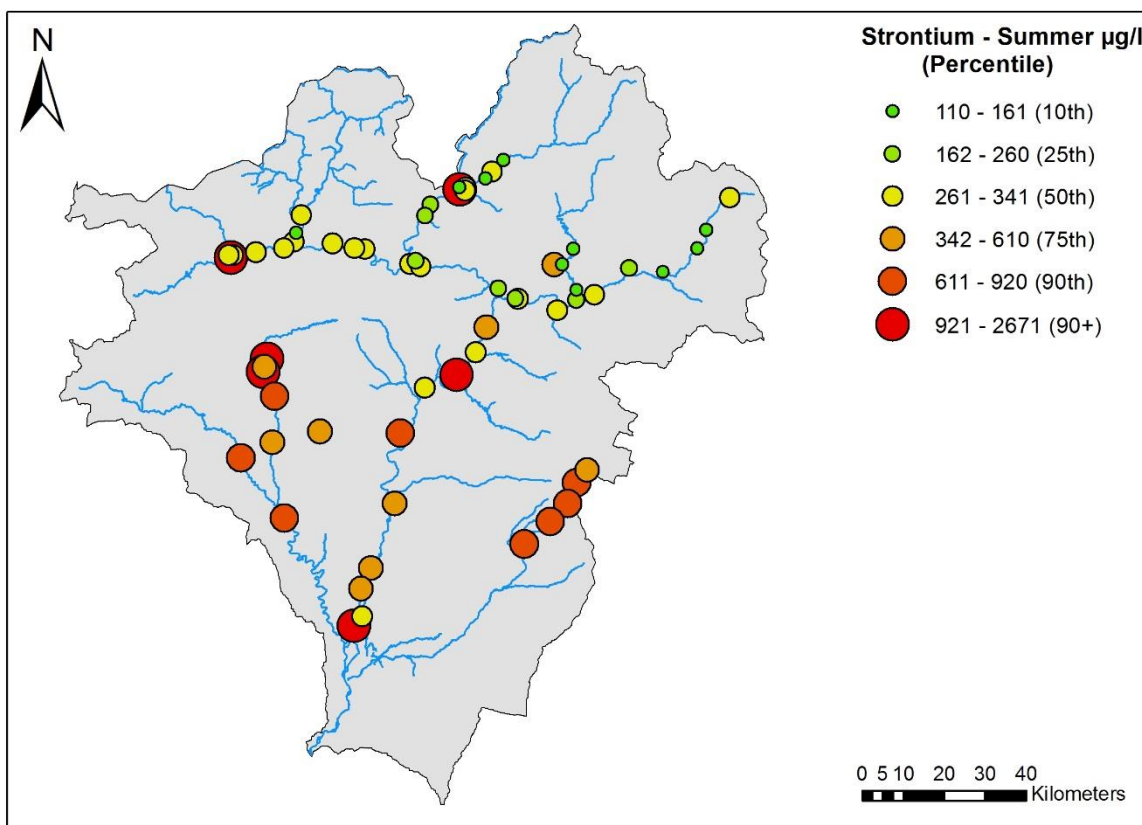 N
Strontium - Summer µg/l
(Percentile)
110 - 161 (10th)
162 - 260 (25th)
261 - 341 (50th)
342 - 610 (75th)
611 - 920 (90th)
921 - 2671 (90+)
0 5 10 20 30 40
Kilometers